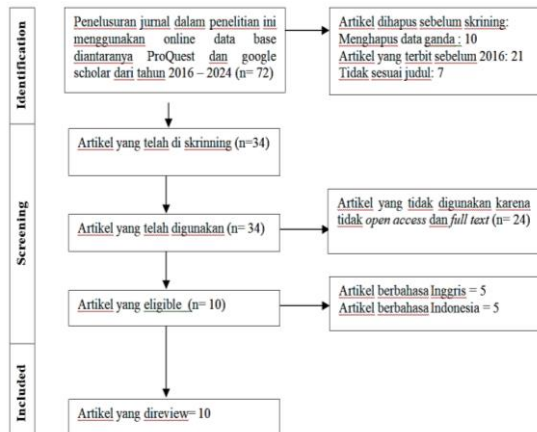 Identification
Penelusuran jurnal dalam penelitian ini
menggunakan online data base
diantaranya ProQuest dan google
scholar dari tahun 2016 – 2024 (n= 72)
Artikel dihapus sebelum skrining:
Menghapus data ganda : 10
Artikel yang terbit sebelum 2016: 21
Tidak sesuai judul: 7
Screening
Artikel yang telah di skrinning (n=34)
Artikel yang telah digunakan (n= 34)
Artikel yang tidak digunakan karena
tidak open access dan full text (n= 24)
Artikel yang eligible (n= 10)
Artikel berbahasa Inggris = 5
Artikel berbahasa Indonesia = 5
Included
Artikel yang direview= 10